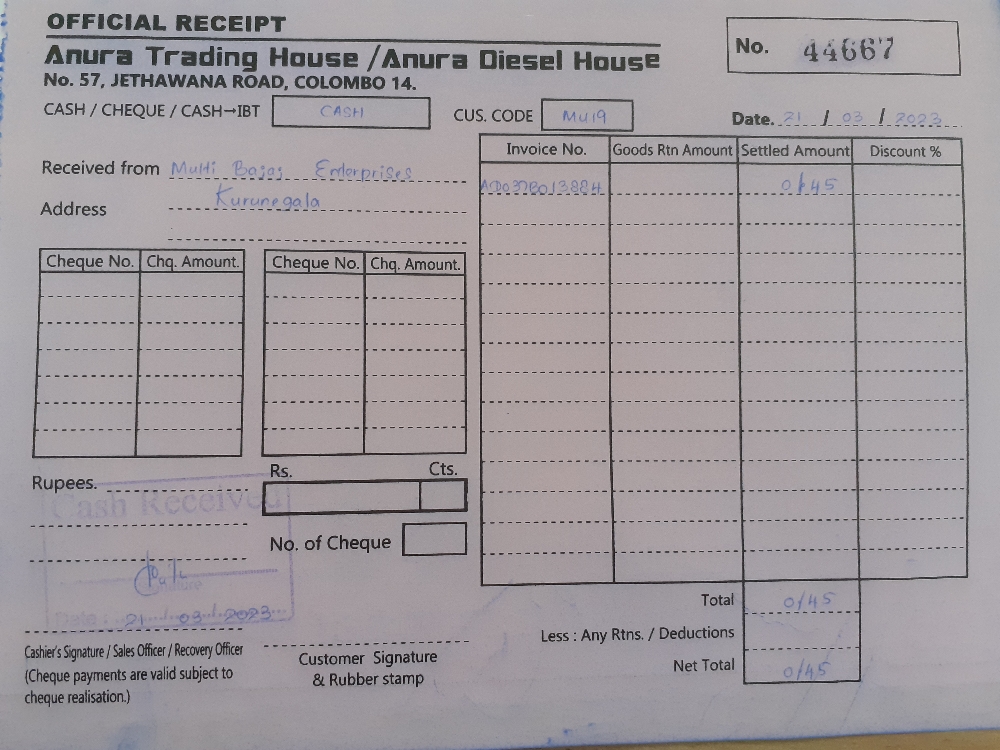 OFFICIAL RECEIPT
Anura Trading House /Anura Diesel House
No. 57, JETHAWANA ROAD, COLOMBO 14.
No. 44667
CASH / CHEQUE / CASH→IBT CASH
CUS. CODE MU19
Date. 21 / 03 / 2023
Received from Multi Bajaj Enterprises
Address Kurunegala
Invoice No. Goods Rtn Amount Settled Amount Discount %
AD037B013884 0/45
Cheque No. Chq. Amount. Cheque No. Chq. Amount.
Rupees.
Rs. Cts.
No. of Cheque
Cash Received
Date : 21 / 03 / 2023
Cashier's Signature / Sales Officer / Recovery Officer
(Cheque payments are valid subject to
cheque realisation.)
Customer Signature
& Rubber stamp
Total 0/45
Less : Any Rtns. / Deductions
Net Total 0/45